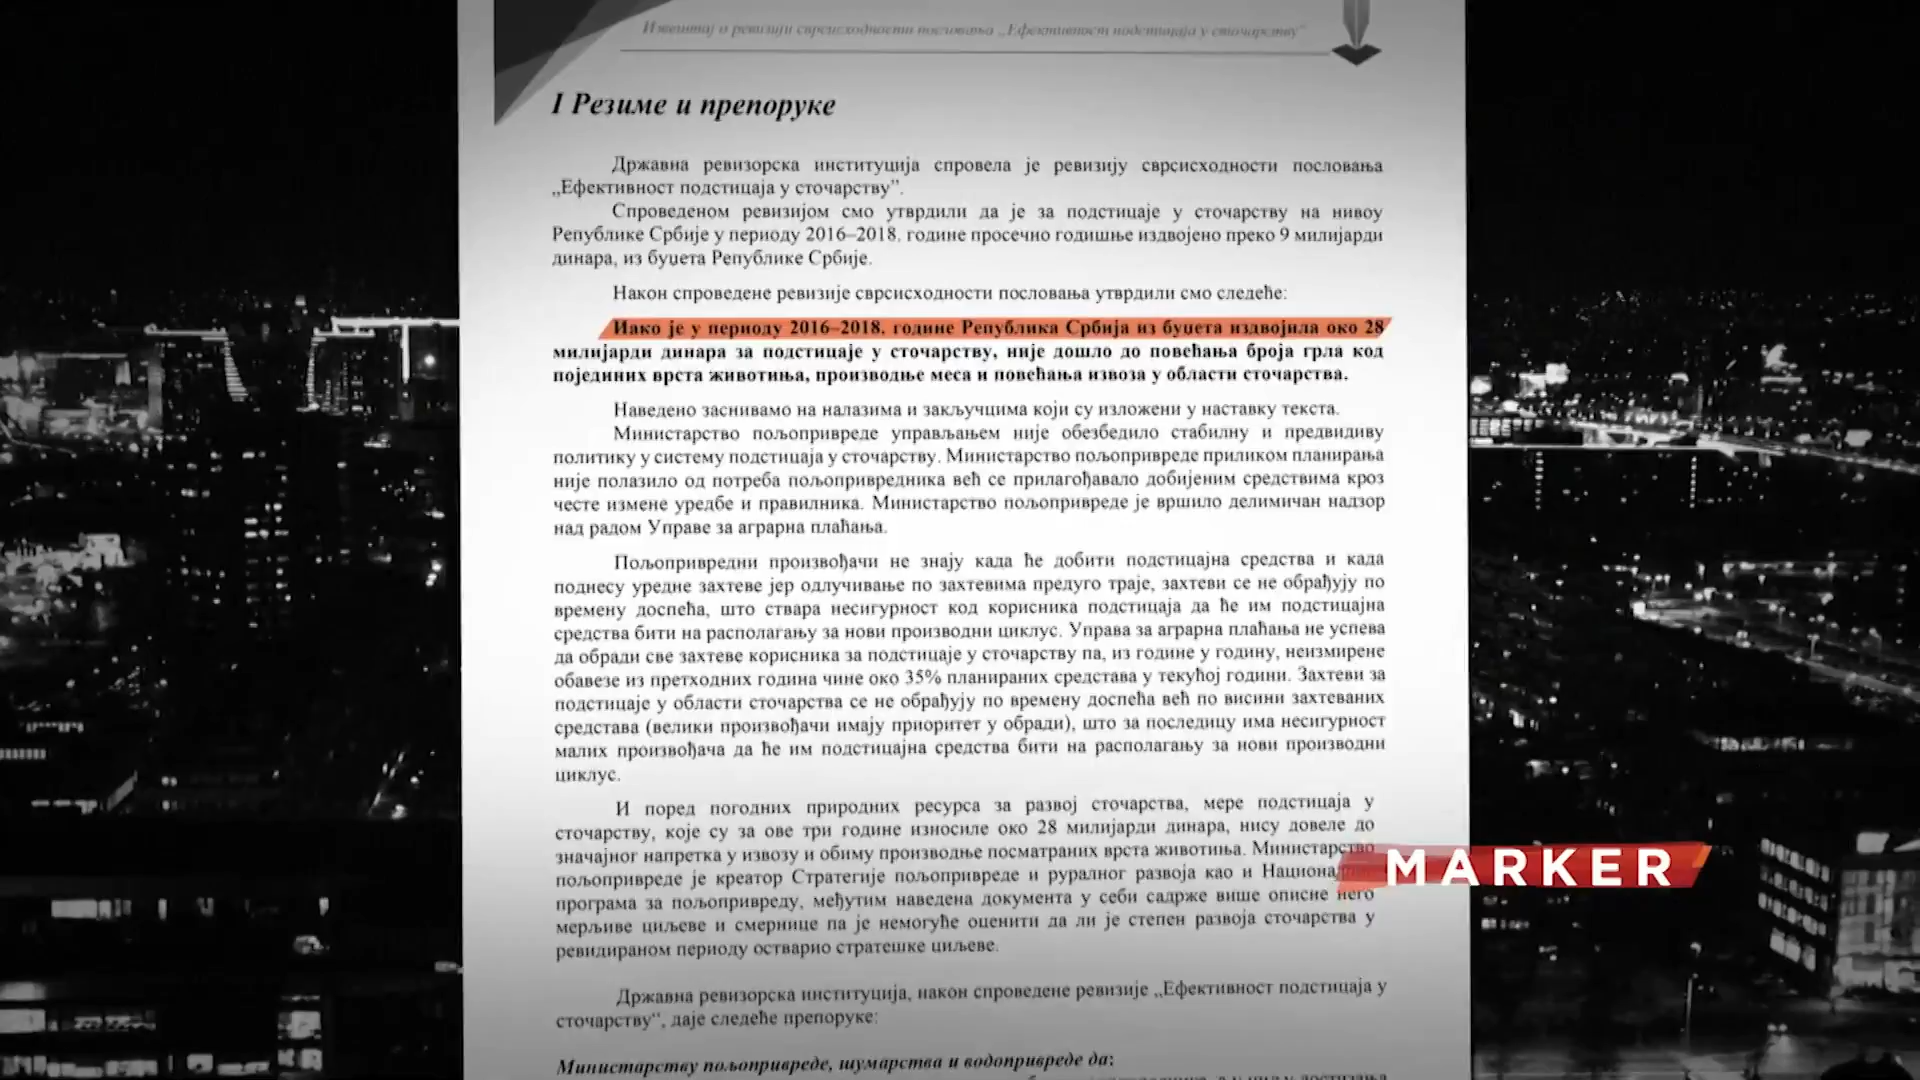 Извештај о ревизији сврсисходности пословања „Ефективност подстицаја у сточарству“
I Резиме и препоруке
Државна ревизорска институција спровела је ревизију сврсисходности пословања
„Ефективност подстицаја у сточарству”.
Спроведеном ревизијом смо утврдили да је за подстицаје у сточарству на нивоу
Републике Србије у периоду 2016–2018. године просечно годишње издвојено преко 9 милијарди
динара, из буџета Републике Србије.
Након спроведене ревизије сврсисходности пословања утврдили смо следеће:
Иако је у периоду 2016–2018. године Република Србија из буџета издвојила око 28
милијарди динара за подстицаје у сточарству, није дошло до повећања броја грла код
појединих врста животиња, производње меса и повећања извоза у области сточарства.
Наведено заснивамо на налазима и закључцима који су изложени у наставку текста.
Министарство пољопривреде управљањем није обезбедило стабилну и предвидиву
политику у систему подстицаја у сточарству. Министарство пољопривреде приликом планирања
није полазило од потреба пољопривредника већ се прилагођавало добијеним средствима кроз
честе измене уредбе и правилника. Министарство пољопривреде је вршило делимичан надзор
над радом Управе за аграрна плаћања.
Пољопривредни произвођачи не знају када ће добити подстицајна средства и када
поднесу уредне захтеве јер одлучивање по захтевима предуго траје, захтеви се не обрађују по
времену доспећа, што ствара несигурност код корисника подстицаја да ће им подстицајна
средства бити на располагању за нови производни циклус. Управа за аграрна плаћања не успева
да обради све захтеве корисника за подстицаје у сточарству па, из године у годину, неизмирене
обавезе из претходних година чине око 35% планираних средстава у текућој години. Захтеви за
подстицаје у области сточарства се не обрађују по времену доспећа већ по висини захтеваних
средстава (велики произвођачи имају приоритет у обради), што за последицу има несигурност
малих произвођача да ће им подстицајна средства бити на располагању за нови производни
циклус.
И поред погодних природних ресурса за развој сточарства, мере подстицаја у
сточарству, које су за ове три године износиле око 28 милијарди динара, нису довеле до
значајног напретка у извозу и обиму производње посматраних врста животиња. Министарство
пољопривреде је креатор Стратегије пољопривреде и руралног развоја као и Национал
програма за пољопривреду, међутим наведена документа у себи садрже више описне него
мерљиве циљеве и смернице па је немогуће оценити да ли је степен развоја сточарства у
ревидираном периоду остварио стратешке циљеве.
MARKER
Државна ревизорска институција, након спроведене ревизије „Ефективност подстицаја у
сточарству“, даје следеће препоруке:
Министарству пољопривреде, шумарства и водопривреде да: